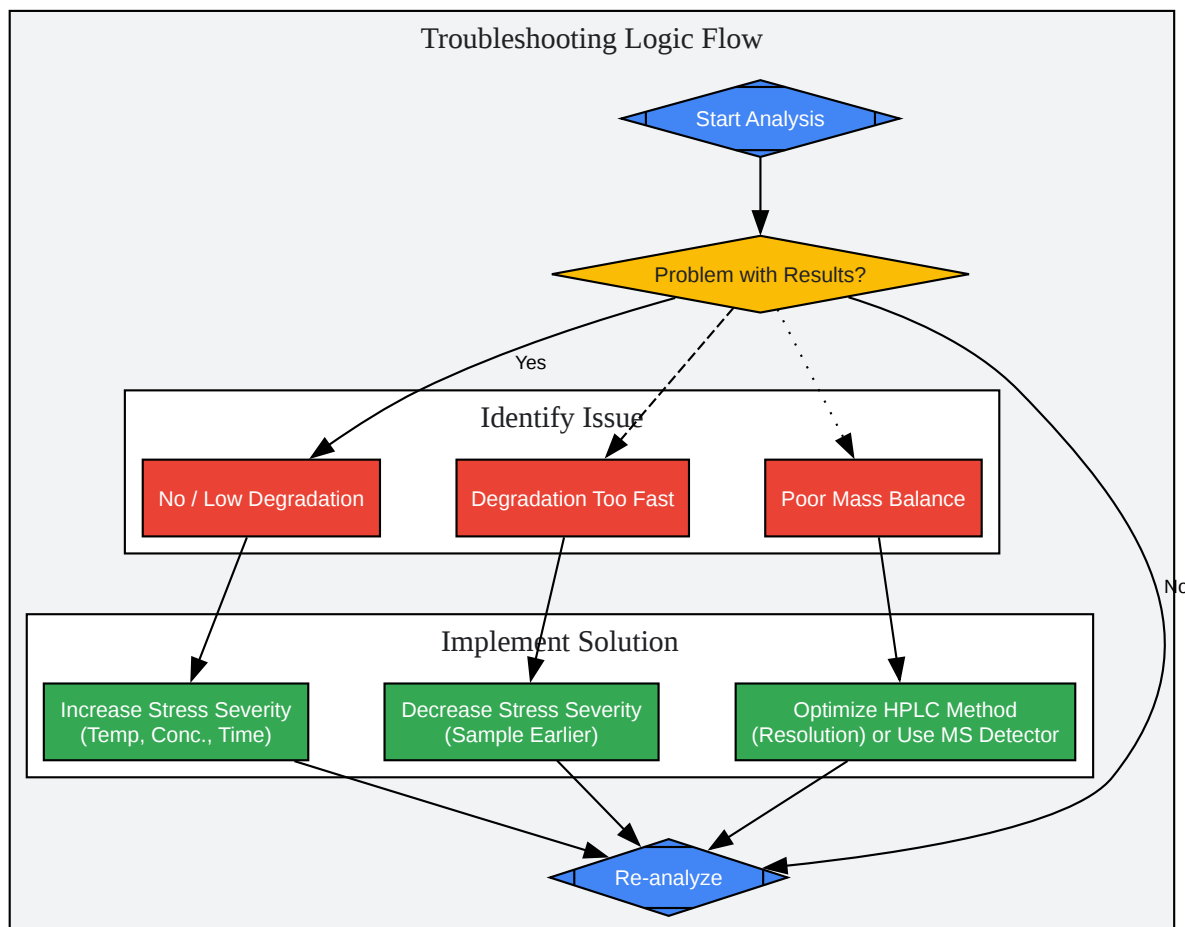 Troubleshooting Logic Flow
Start Analysis
Problem with Results?
Yes
Identify Issue
No / Low Degradation
Degradation Too Fast
Poor Mass Balance
No
Implement Solution
Increase Stress Severity
(Temp, Conc., Time)
Decrease Stress Severity
(Sample Earlier)
Optimize HPLC Method
(Resolution) or Use MS Detector
Re-analyze